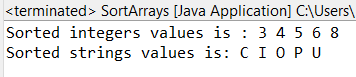 <terminated> SortArrays [Java Application] C:\Users\
Sorted integers values is : 3 4 5 6 8
Sorted strings values is: C I O P U